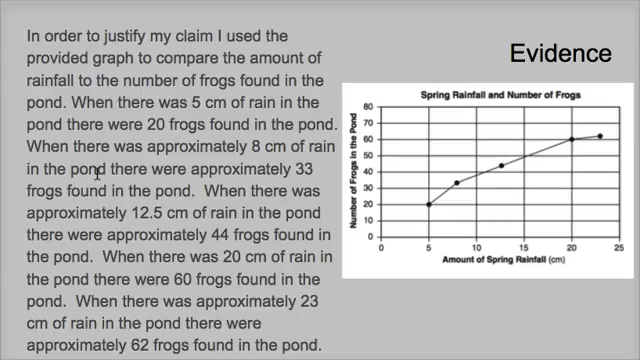 In order to justify my claim I used the
provided graph to compare the amount of
rainfall to the number of frogs found in the
pond. When there was 5 cm of rain in the
pond there were 20 frogs found in the pond.
When there was approximately 8 cm of rain
in the pond there were approximately 33
frogs found in the pond.  When there was
approximately 12.5 cm of rain in the pond
there were approximately 44 frogs found in
the pond.  When there was 20 cm of rain in
the pond there were 60 frogs found in the
pond.  When there was approximately 23
cm of rain in the pond there were
approximately 62 frogs found in the pond.
Evidence
Spring Rainfall and Number of Frogs
Number of Frogs in the Pond
80
70
60
50
40
30
20
10
0
0 5 10 15 20 25
Amount of Spring Rainfall (cm)